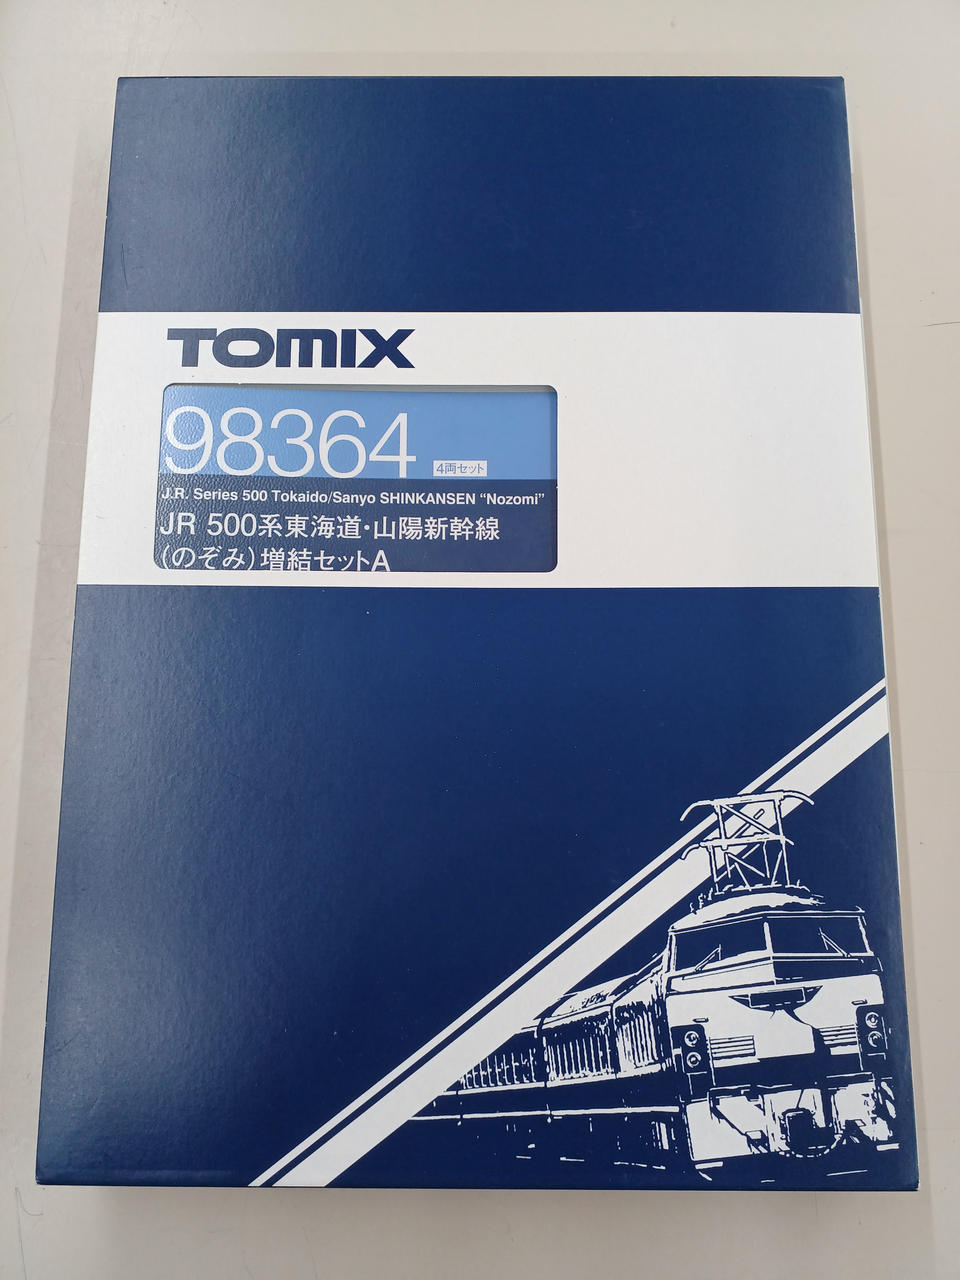 TOMIX
98364
4両セット
J.R. Series 500 Tokaido/Sanyo SHINKANSEN “Nozomi”
JR 500系東海道・山陽新幹線
(のぞみ)増結セットA